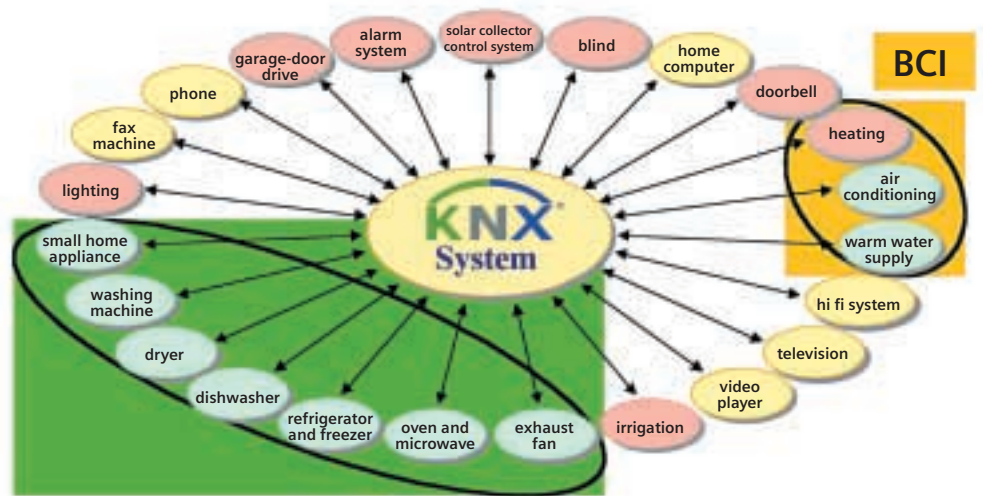 solar collector
control system
alarm
system
blind
garage-door
drive
home
computer
BCI
phone
doorbell
fax
machine
heating
lighting
air
conditioning
KNX®
System
small home
appliance
warm water
supply
washing
machine
hi fi system
dryer
television
dishwasher
video
player
refrigerator
and freezer
oven and
microwave
exhaust
fan
irrigation